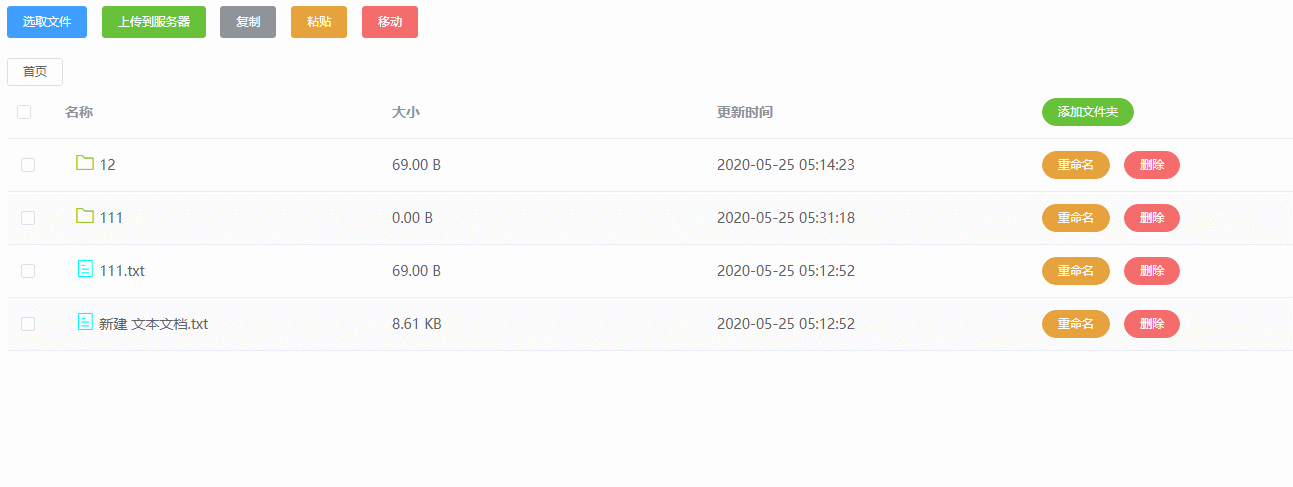 选取文件 上传到服务器 复制 粘贴 移动
首页
名称 大小 更新时间 添加文件夹
12 69.00 B 2020-05-25 05:14:23 重命名 删除
111 0.00 B 2020-05-25 05:31:18 重命名 删除
111.txt 69.00 B 2020-05-25 05:12:52 重命名 删除
新建 文本文档.txt 8.61 KB 2020-05-25 05:12:52 重命名 删除